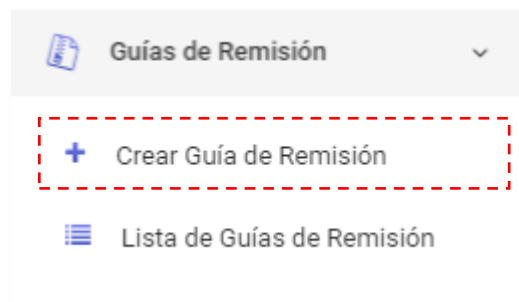 Guías de Remisión
Crear Guía de Remisión
Lista de Guías de Remisión